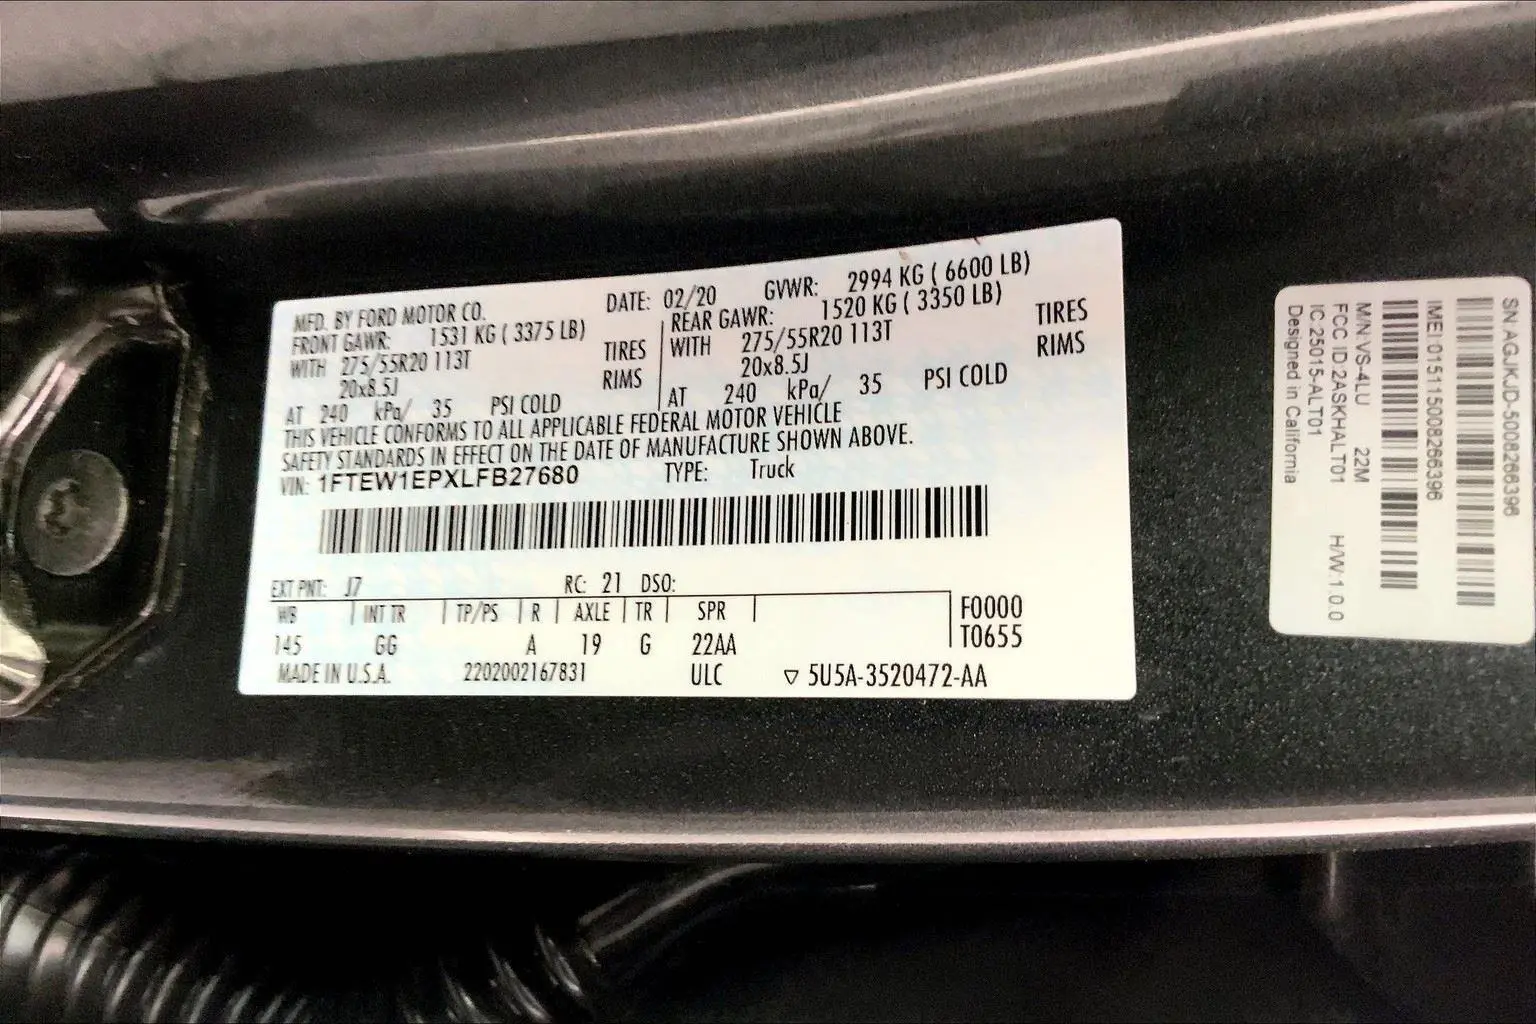 MFD. BY FORD MOTOR CO.
DATE: 02/20 GVWR: 2994 KG ( 6600 LB)
FRONT GAWR: 1531 KG ( 3375 LB)
REAR GAWR: 1520 KG ( 3350 LB)
WITH 275/55R20 113T TIRES
WITH 275/55R20 113T TIRES
20x8.5J RIMS
20x8.5J RIMS
AT 240 kPa/ 35 PSI COLD
AT 240 kPa/ 35 PSI COLD
THIS VEHICLE CONFORMS TO ALL APPLICABLE FEDERAL MOTOR VEHICLE
SAFETY STANDARDS IN EFFECT ON THE DATE OF MANUFACTURE SHOWN ABOVE.
VIN: 1FTEW1EPXLFB27680 TYPE: Truck
EXT PNT: J7 RC: 21 DSO:
WB INT TR TP/PS R AXLE TR SPR F0000
145 GG A 19 G 22AA T0655
MADE IN U.S.A. 2202002167831 ULC ▽ 5U5A-3520472-AA
SN AGJKJD-5008266396
IMEI:015115008266396
M/N:VS-4LLU 22M
FCC ID:2ASKHALT01 H/W:1.0.0
IC:25015-ALT01
Designed in California